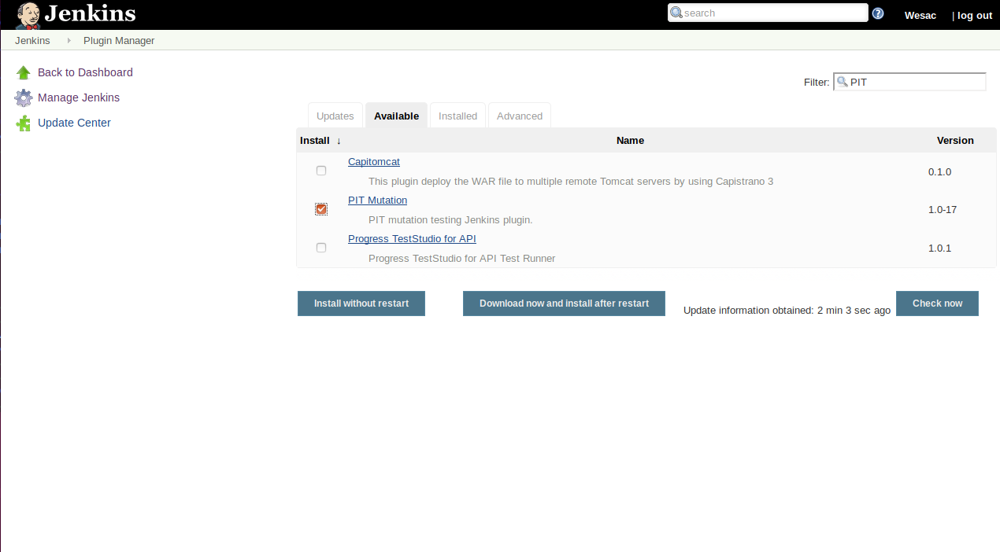 Jenkins
search
Wesac
| log out
Jenkins
Plugin Manager
Back to Dashboard
Manage Jenkins
Update Center
Filter: PIT
Updates
Available
Installed
Advanced
Install ↓ Name Version
Capitomcat
This plugin deploy the WAR file to multiple remote Tomcat servers by using Capistrano 3
0.1.0
PIT Mutation
PIT mutation testing Jenkins plugin.
1.0-17
Progress TestStudio for API
Progress TestStudio for API Test Runner
1.0.1
Install without restart
Download now and install after restart
Update information obtained: 2 min 3 sec ago
Check now